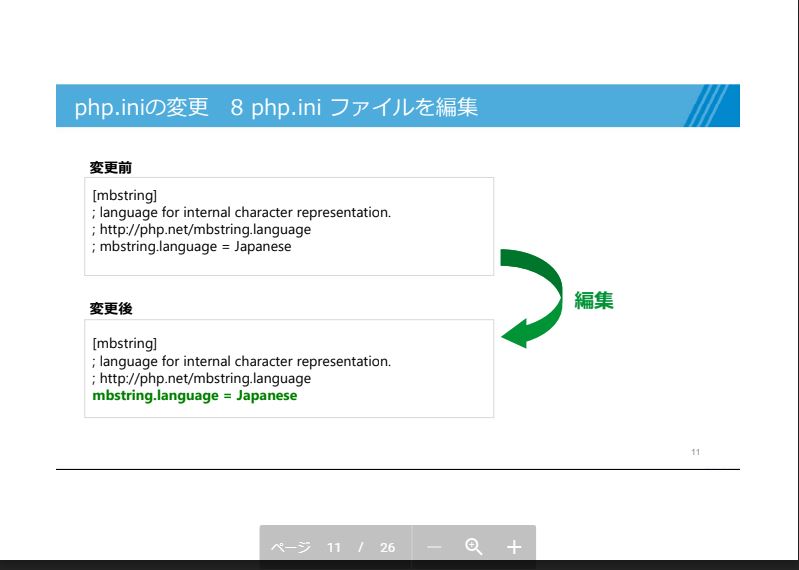 php.iniの変更　8 php.ini ファイルを編集
変更前
[mbstring]
; language for internal character representation.
; http://php.net/mbstring.language
; mbstring.language = Japanese
編集
変更後
[mbstring]
; language for internal character representation.
; http://php.net/mbstring.language
mbstring.language = Japanese
11
ページ 11 / 26